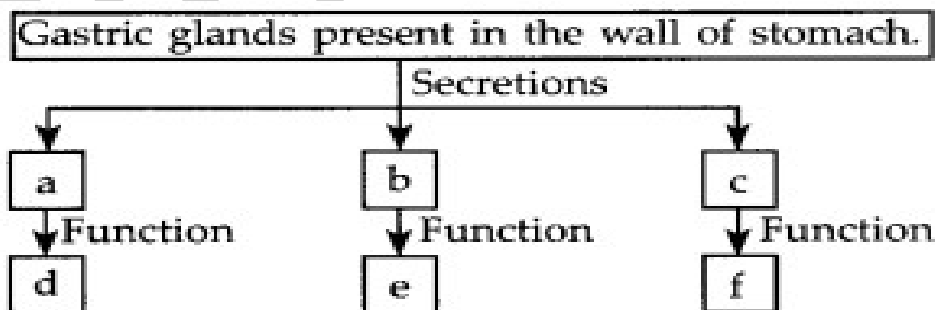 Gastric glands present in the wall of stomach.
Secretions
a b c
Function Function Function
d e f